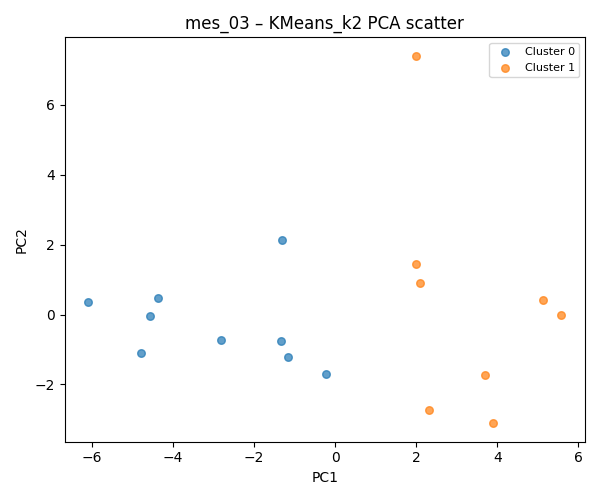 mes_03 – KMeans_k2 PCA scatter
Cluster 0
Cluster 1
PC2
6
4
2
0
−2
−6
−4
−2
0
2
4
6
PC1